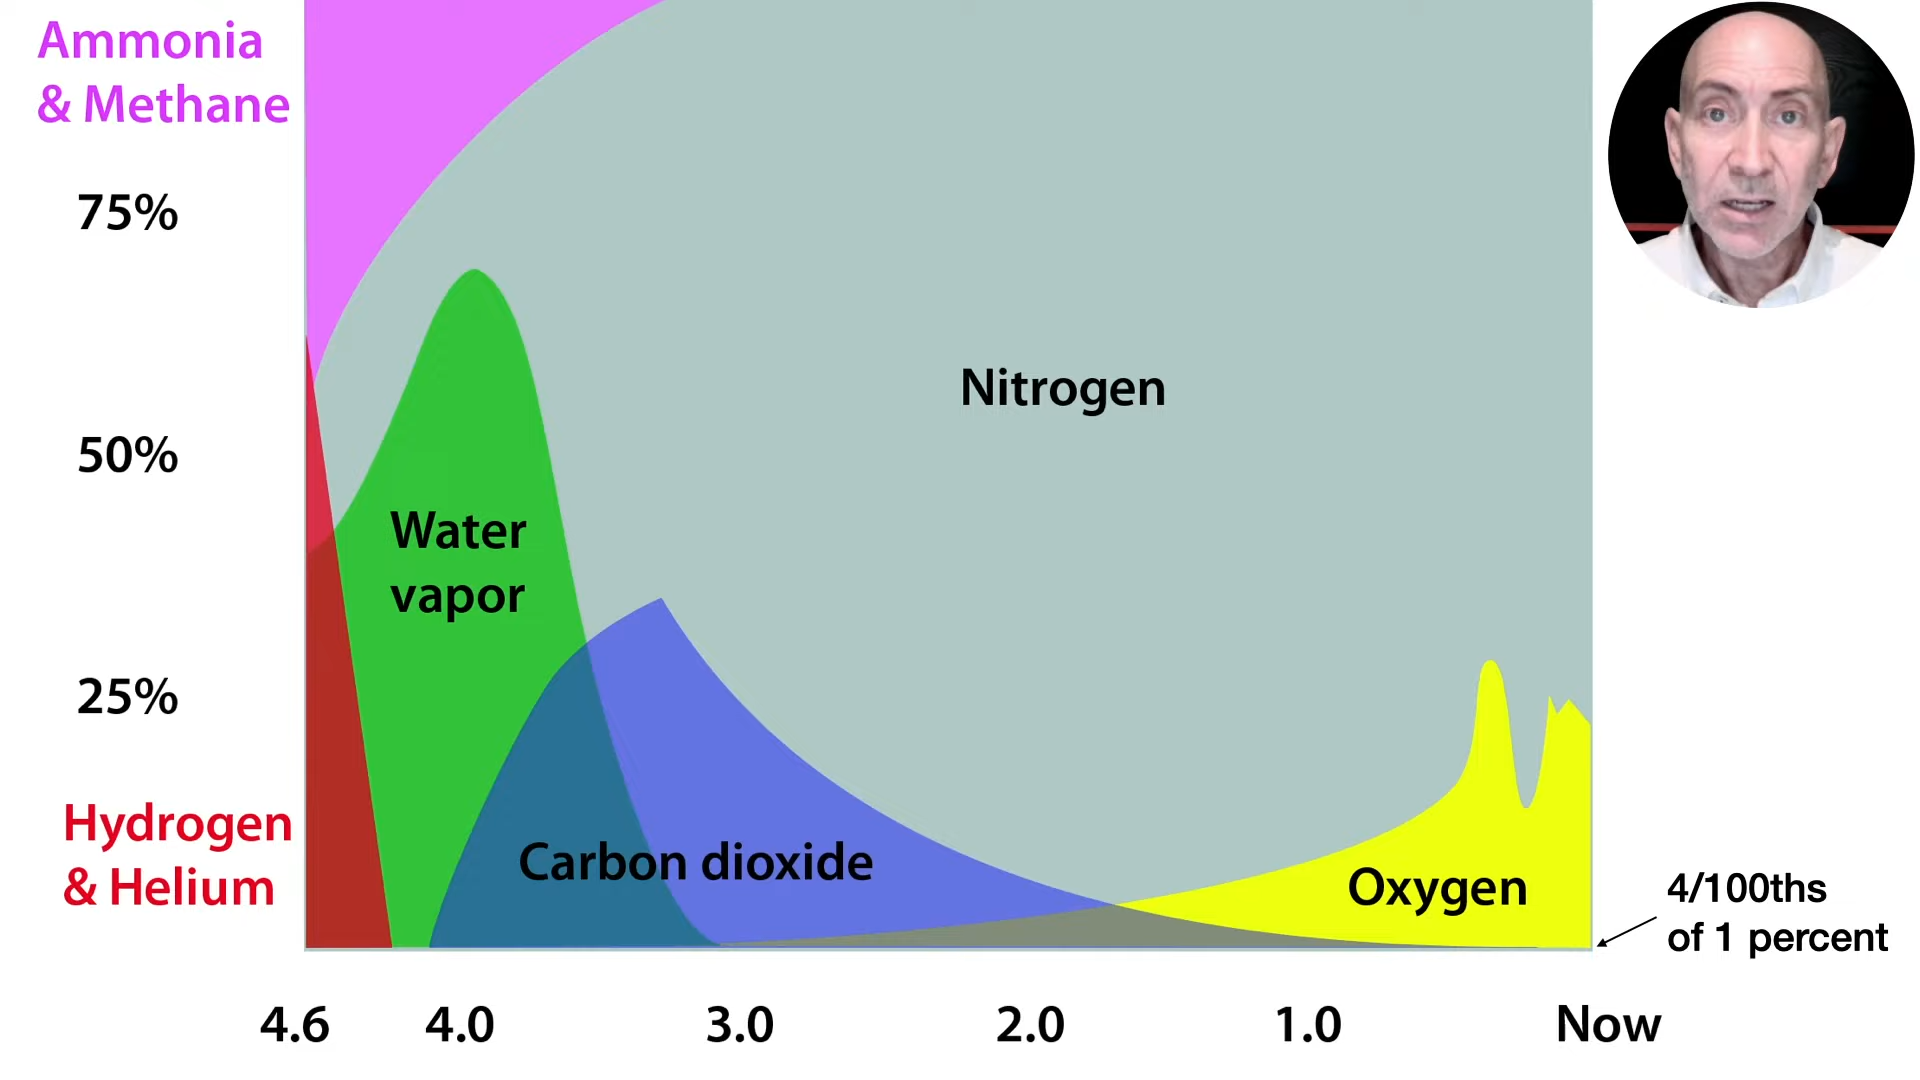 Ammonia
& Methane
75%
50%
25%
Hydrogen
& Helium
Nitrogen
Water
vapor
Carbon dioxide
Oxygen
4/100ths
of 1 percent
4.6 4.0 3.0 2.0 1.0 Now